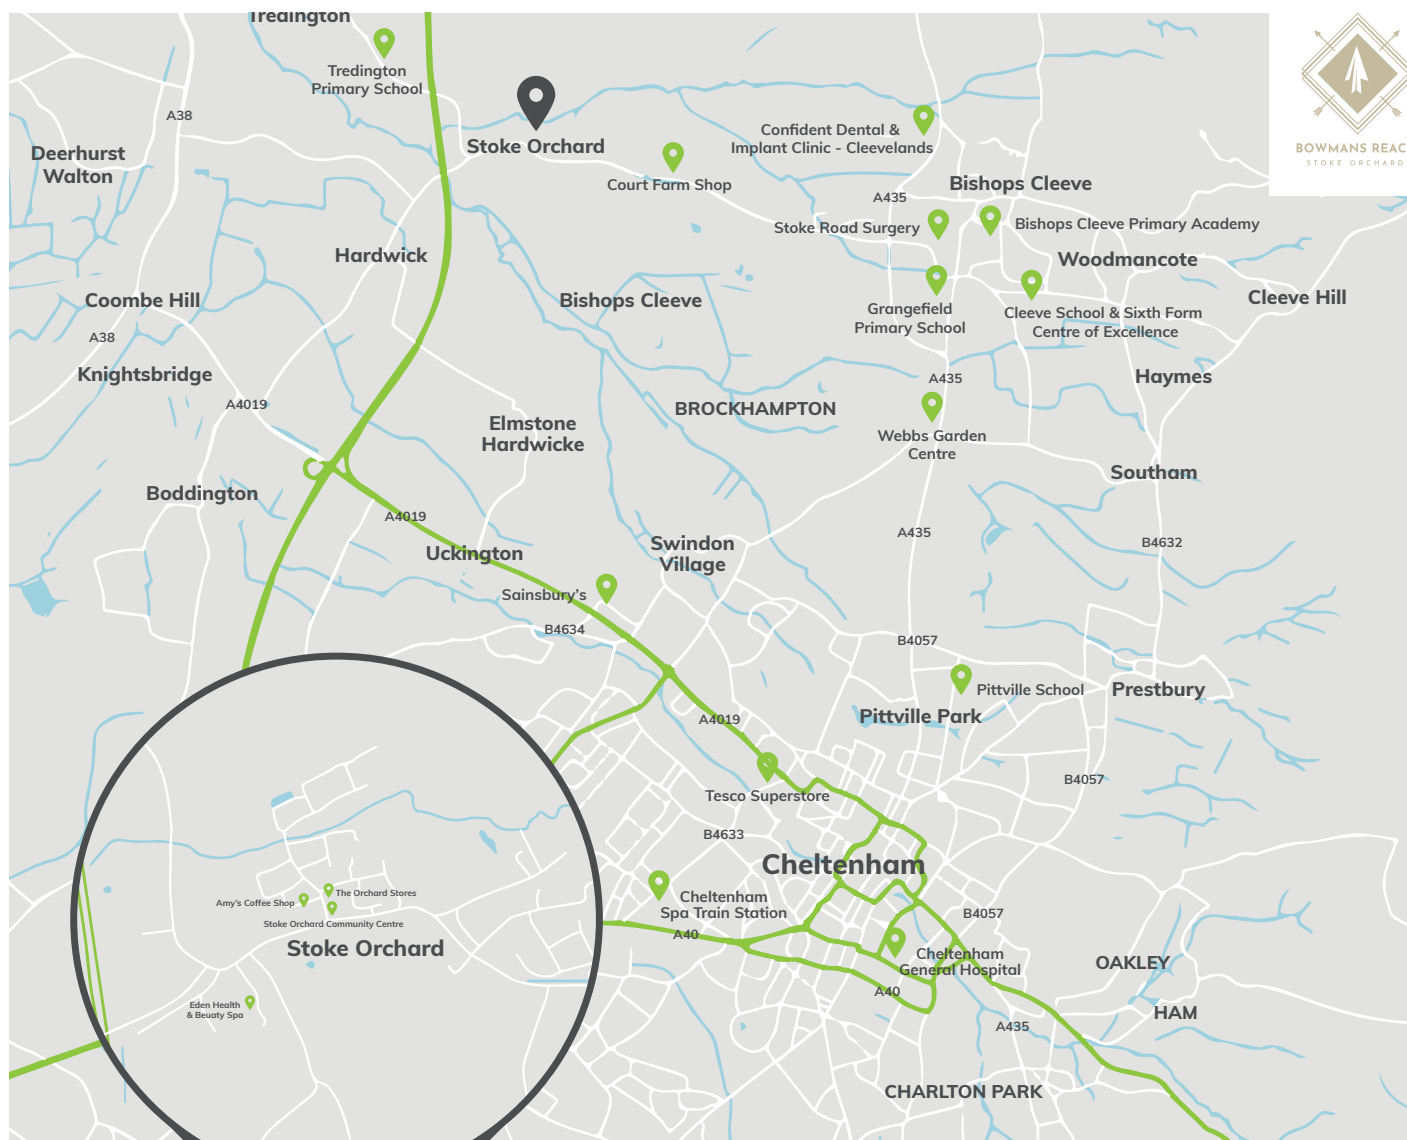 Tredington
Tredington
Primary School
A38
Stoke Orchard
Confident Dental &
Implant Clinic - Cleevelands
BOWMANS REAC
STOKE ORCHARD
Deerhurst
Walton
Court Farm Shop
Bishops Cleeve
A435
Stoke Road Surgery
Bishops Cleeve Primary Academy
Hardwick
Woodmancote
Coombe Hill
Bishops Cleeve
Cleeve Hill
Grangefield
Primary School
Cleeve School & Sixth Form
Centre of Excellence
A38
Knightsbridge
A435
Haymes
A4019
BROCKHAMPTON
Elmstone
Hardwicke
Webbs Garden
Centre
Southam
Boddington
A4019
A435
B4632
Uckington
Swindon
Village
Sainsbury's
B4634
B4057
Pittville School
Prestbury
Pittville Park
A4019
B4057
Tesco Superstore
B4633
Cheltenham
Amy's Coffee Shop
The Orchard Stores
Stoke Orchard Community Centre
Stoke Orchard
Cheltenham
Spa Train Station
A40
B4057
Cheltenham
General Hospital
OAKLEY
A40
Eden Health
& Beuaty Spa
HAM
A435
CHARLTON PARK